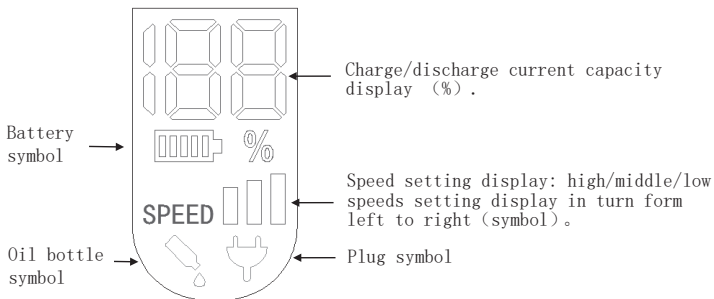 188
Charge/discharge current capacity
display （%）.
Battery
symbol
%
Speed setting display: high/middle/low
speeds setting display in turn form
left to right（symbol）。
SPEED
Oil bottle
symbol
Plug symbol